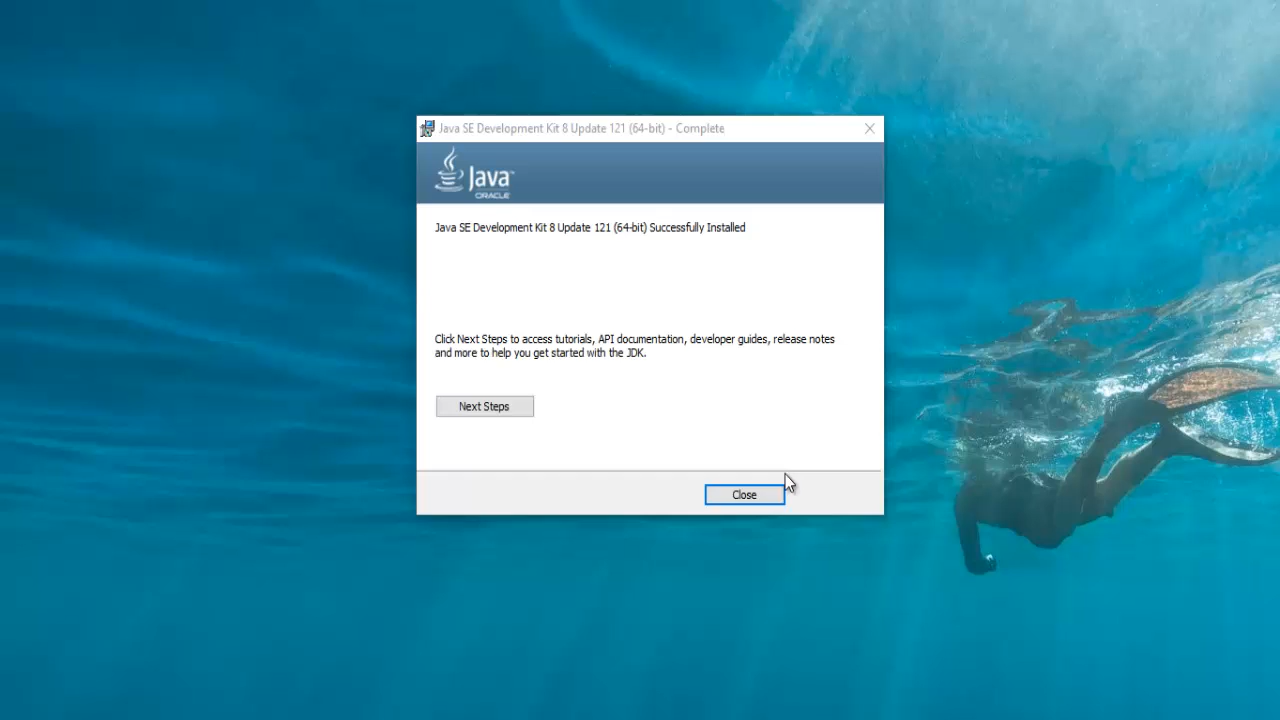 Java SE Development Kit 8 Update 121 (64-bit) - Complete
Java™
ORACLE
Java SE Development Kit 8 Update 121 (64-bit) Successfully Installed
Click Next Steps to access tutorials, API documentation, developer guides, release notes
and more to help you get started with the JDK.
Next Steps
Close